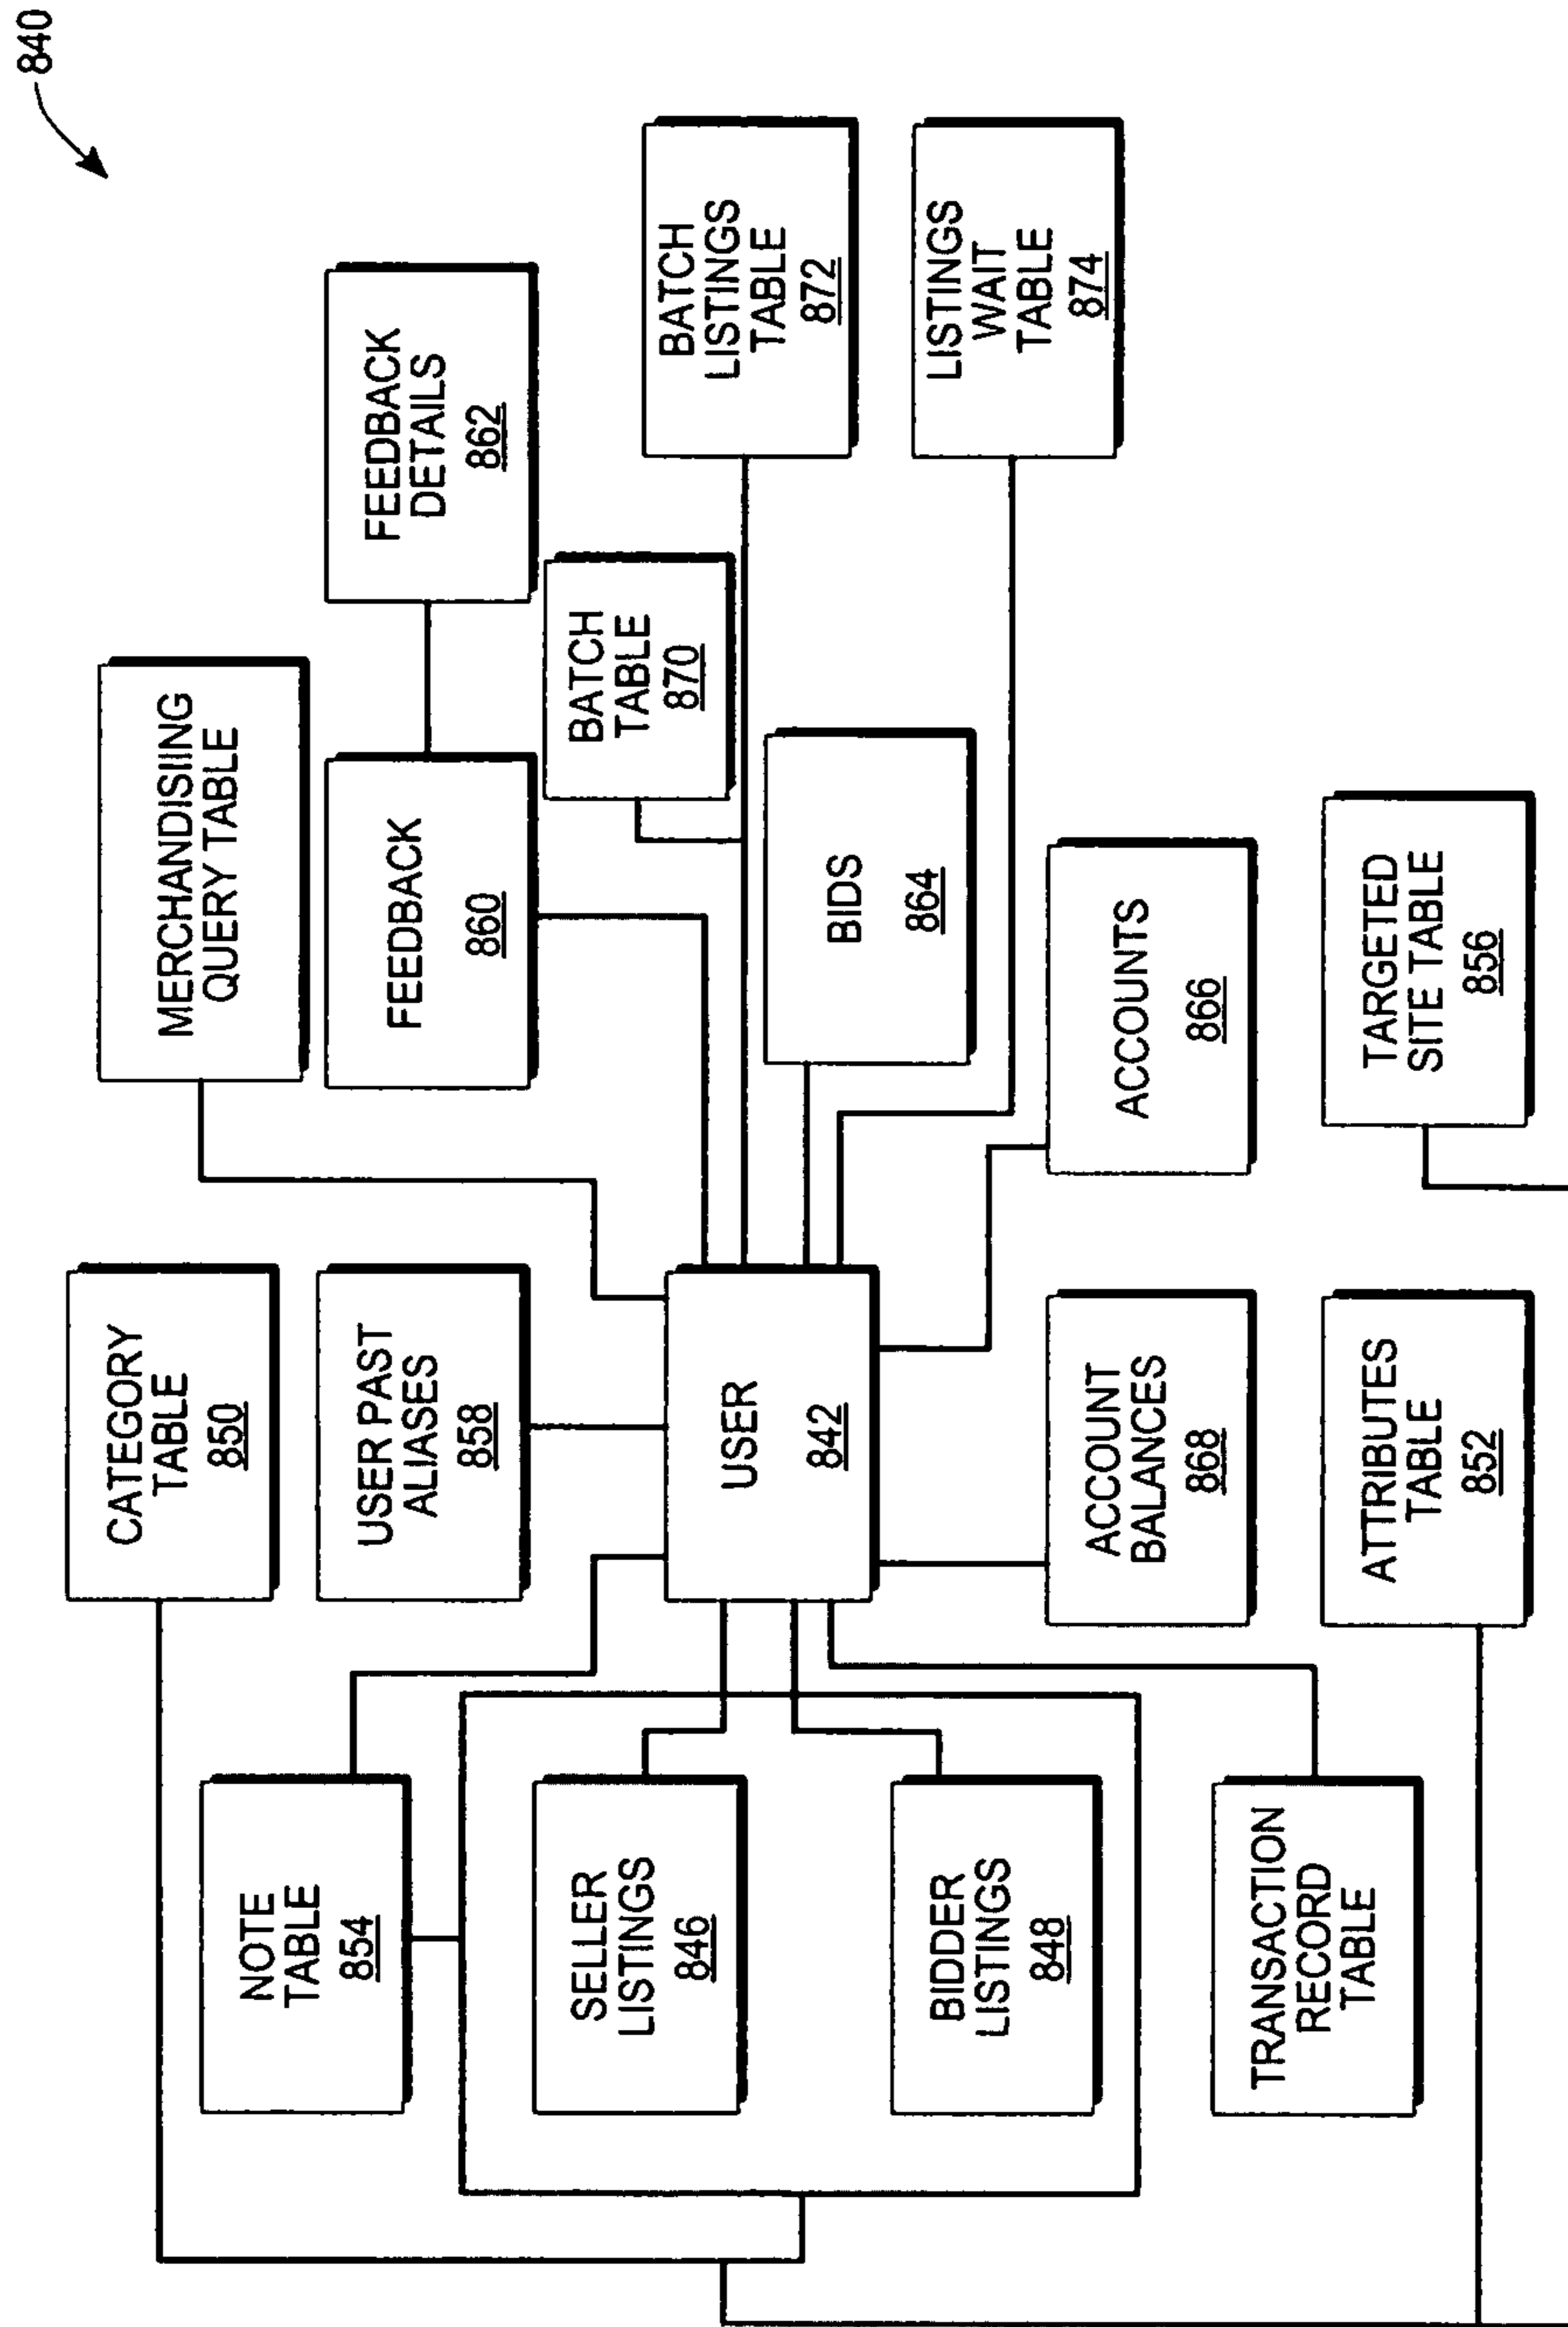 840
CATEGORY
TABLE
850
MERCHANDISIING
QUERY TABLE
NOTE
TABLE
854
USER PAST
ALIASES
858
FEEDBACK
860
FEEDBACK
DETAILS
862
SELLER
LISTINGS
846
USER
842
BATCH
TABLE
870
BATCH
LISTINGS
TABLE
872
BIDS
864
BIDDER
LISTINGS
848
LISTINGS
WAIT
TABLE
874
ACCOUNT
BALANCES
868
ACCOUNTS
866
TRANSACTION
RECORD
TABLE
ATTRIBUTES
TABLE
852
TARGETED
SITE TABLE
856